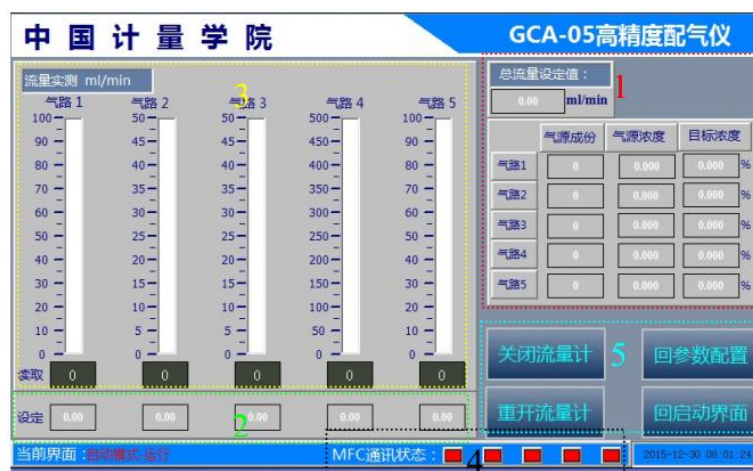 中国计量学院
GCA-05高精度配气仪
流量实测 ml/min
3
气路 1 气路 2 气路 3 气路 4 气路 5
100 50 50 500 100
90 45 45 450 90
80 40 40 400 80
70 35 35 350 70
60 30 30 300 60
50 25 25 250 50
40 20 20 200 40
30 15 15 150 30
20 10 10 100 20
10 5 5 50 10
0 0 0 0 0
读取 0 0 0 0 0
设定 0.00 0.00 0.00 0.00 0.00
2
总流量设定值：
0.00 ml/min 1
气源成份 气源浓度 目标浓度
气路1 0 0.000 0.000 %
气路2 0 0.000 0.000 %
气路3 0 0.000 0.000 %
气路4 0 0.000 0.000 %
气路5 0 0.000 0.000 %
关闭流量计 5 回参数配置
重开流量计 回启动界面
当前界面：自动模式-运行 MFC通讯状态： 4 2015-12-30 08 01 24